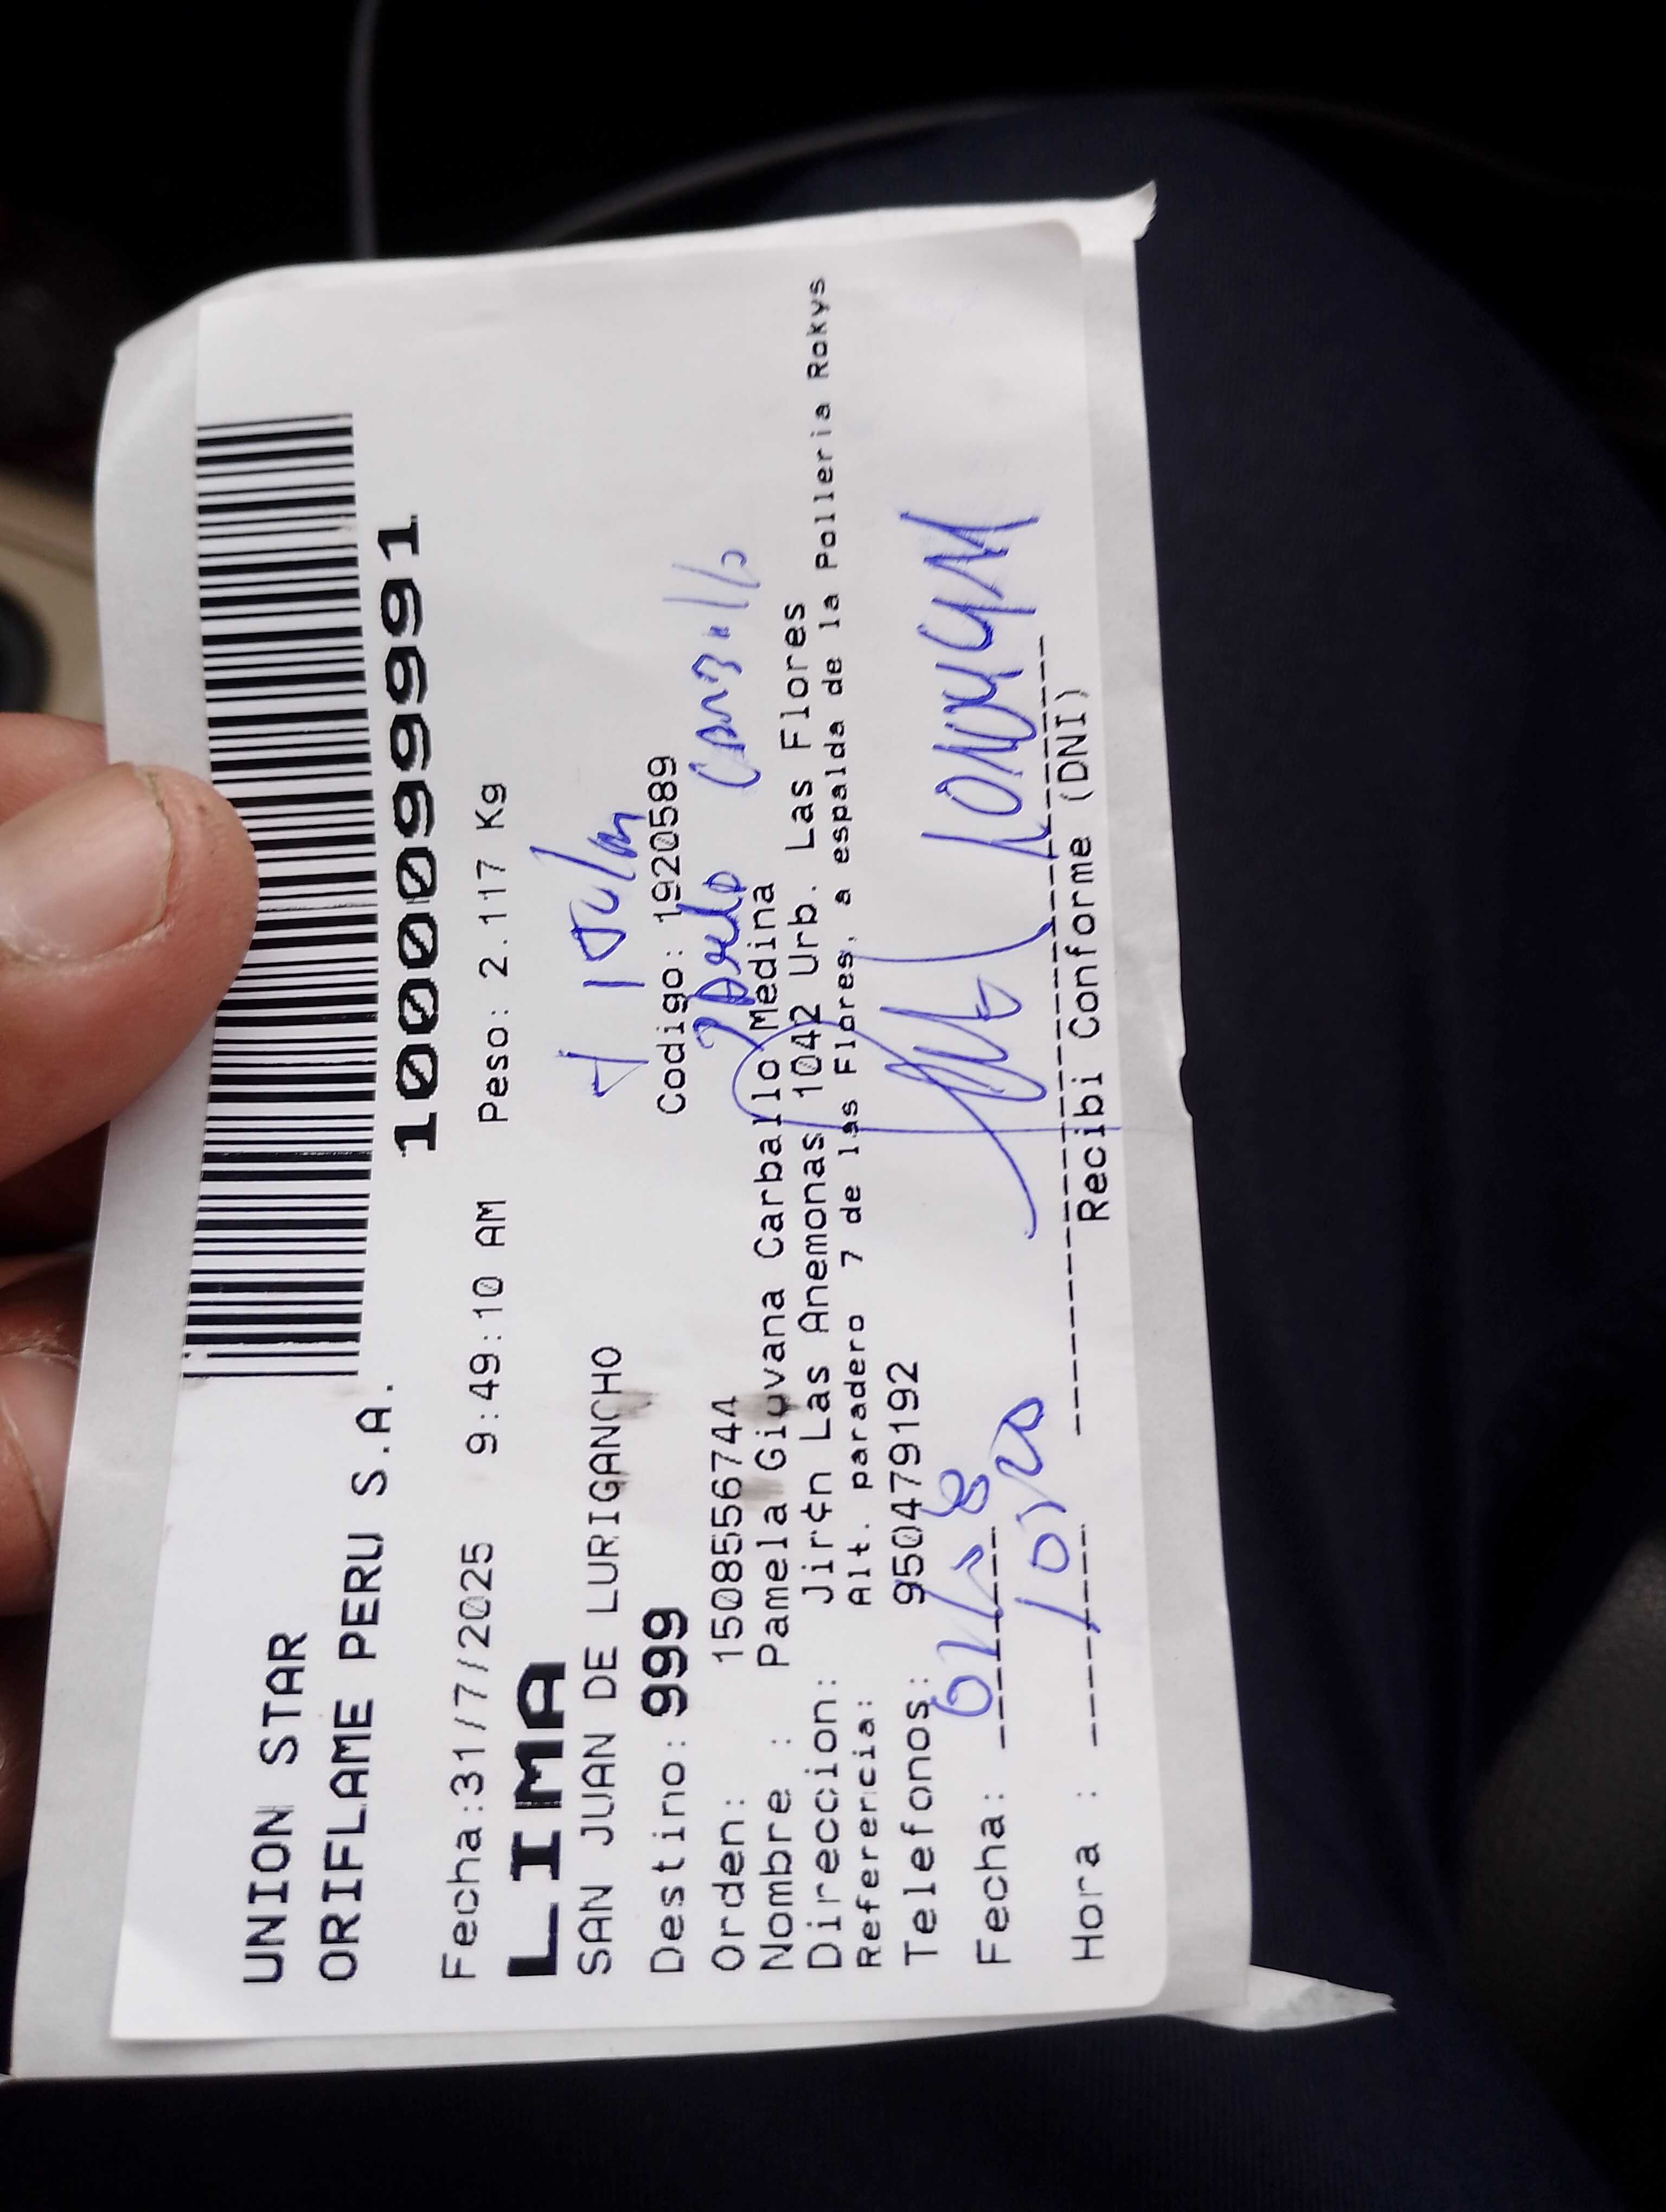 UNION STAR
ORIFLAME PERU S.A.
10009991
Fecha:31/7/2025 9:49:10 AM Peso: 2.117 Kg
LIMA
SAN JUAN DE LURIGANCHO
Destino: 999 Codigo: 1920589
Orden: 1508556744
Nombre : Pamela Giovana Carballo Medina
Direccion: Jir¢n Las Anemonas 1042 Urb. Las Flores
Referencia: Alt. paradero 7 de las Flores, a espalda de la Polleria Rokys
Telefonos: 950479192
Fecha:
Hora :
Recibi Conforme (DNI)